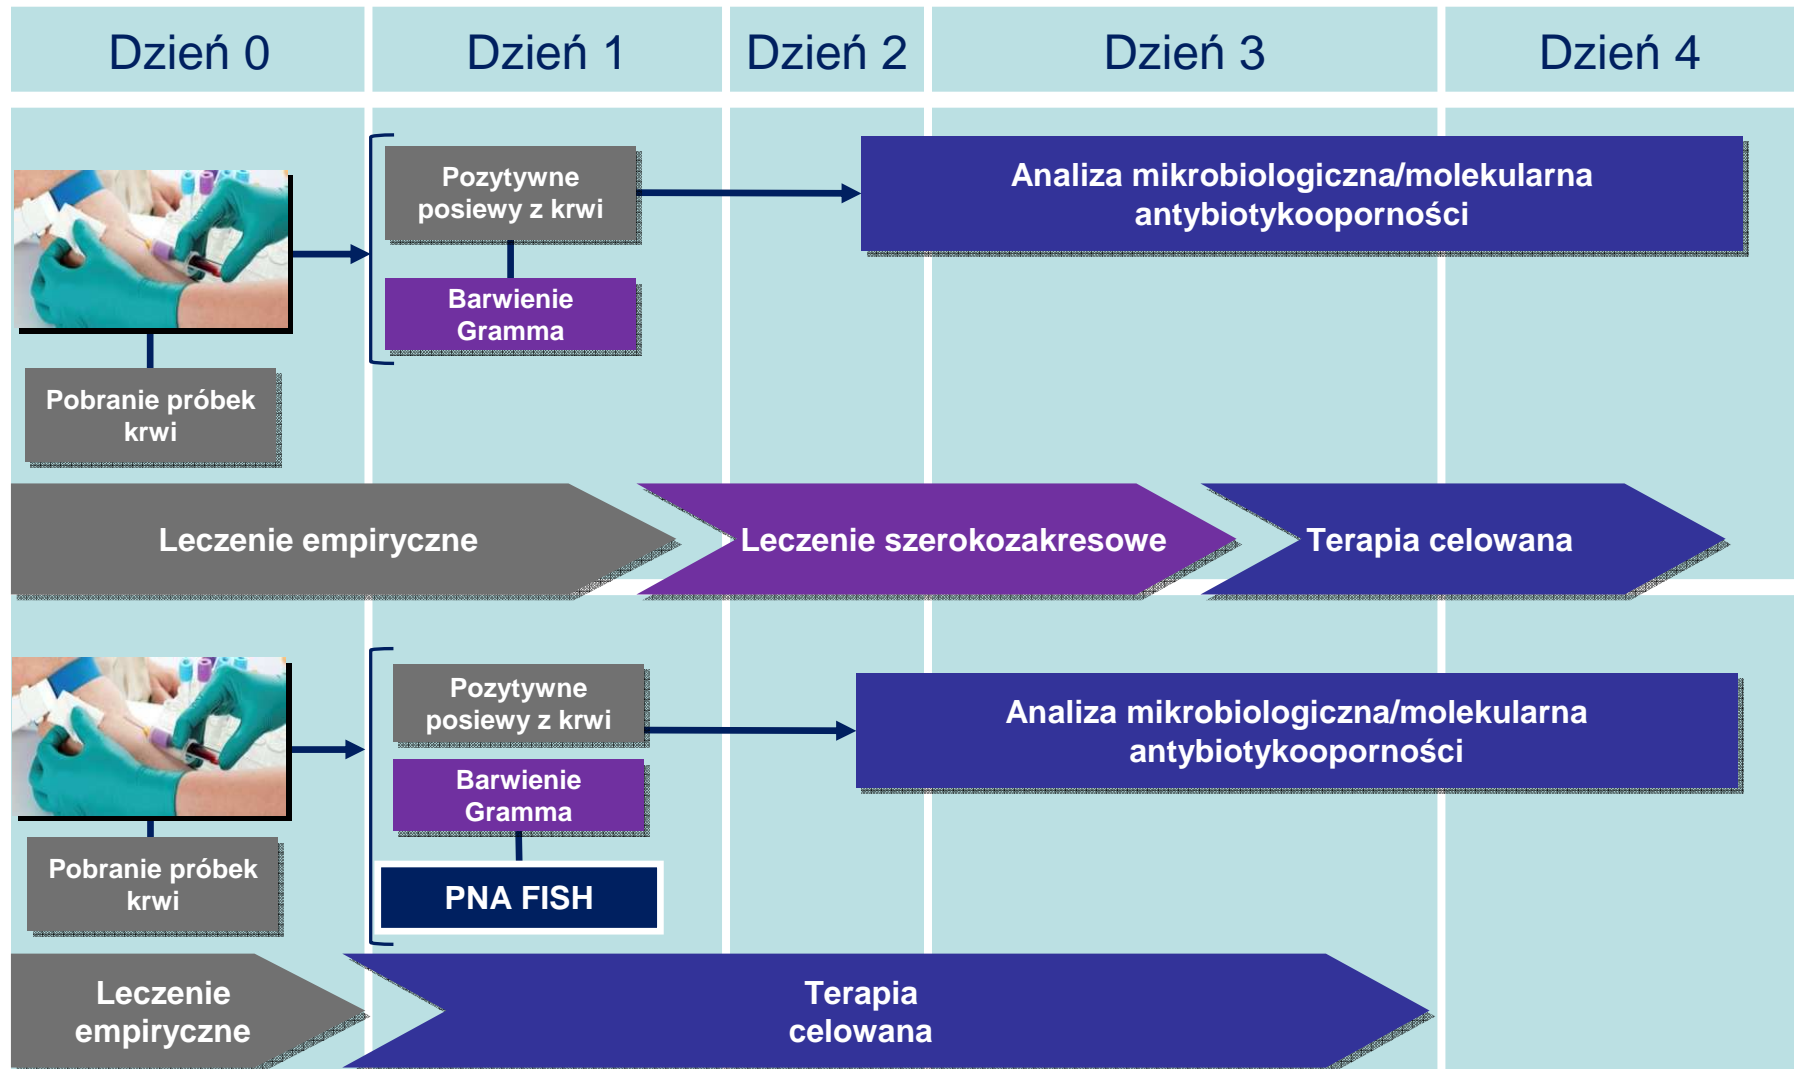 Dzień 0
Dzień 1
Dzień 2
Dzień 3
Dzień 4
Pozytywne
posiewy z krwi
Analiza mikrobiologiczna/molekularna
antybiotykooporności
Barwienie
Gramma
Pobranie próbek
krwi
Leczenie empiryczne
Leczenie szerokozakresowe
Terapia celowana
Pozytywne
posiewy z krwi
Analiza mikrobiologiczna/molekularna
antybiotykooporności
Barwienie
Gramma
Pobranie próbek
krwi
PNA FISH
Leczenie
empiryczne
Terapia
celowana